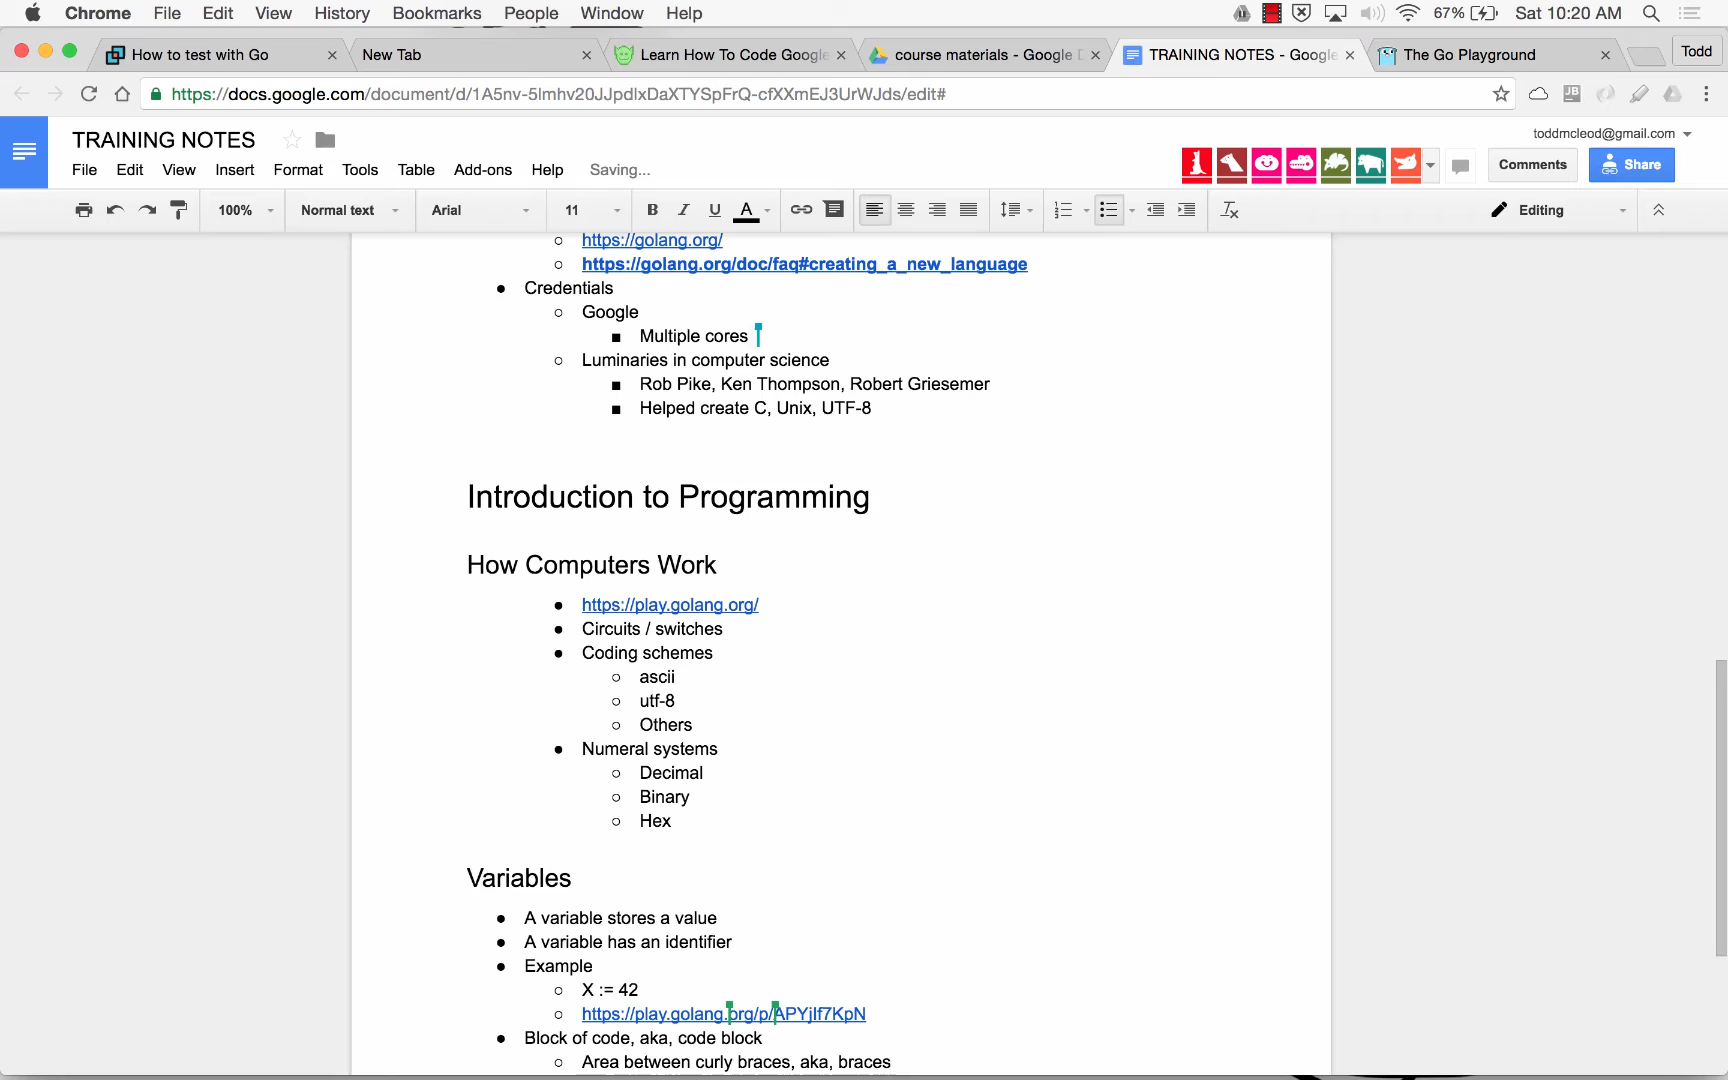 Chrome File Edit View History Bookmarks People Window Help 67% Sat 10:20 AM
How to test with Go New Tab Learn How To Code Google course materials - Google D TRAINING NOTES - Google The Go Playground Todd
https://docs.google.com/document/d/1A5nv-5lmhv20JJpdlxDaXTYSpFrQ-cfXXmEJ3UrWJds/edit#
TRAINING NOTES toddmcleod@gmail.com
File Edit View Insert Format Tools Table Add-ons Help Saving... Comments Share
100% Normal text Arial 11 B I U A Editing
https://golang.org/
https://golang.org/doc/faq#creating_a_new_language
Credentials
Google
Multiple cores
Luminaries in computer science
Rob Pike, Ken Thompson, Robert Griesemer
Helped create C, Unix, UTF-8
Introduction to Programming
How Computers Work
https://play.golang.org/
Circuits / switches
Coding schemes
ascii
utf-8
Others
Numeral systems
Decimal
Binary
Hex
Variables
A variable stores a value
A variable has an identifier
Example
X := 42
https://play.golang.org/p/APYjIf7KpN
Block of code, aka, code block
Area between curly braces, aka, braces